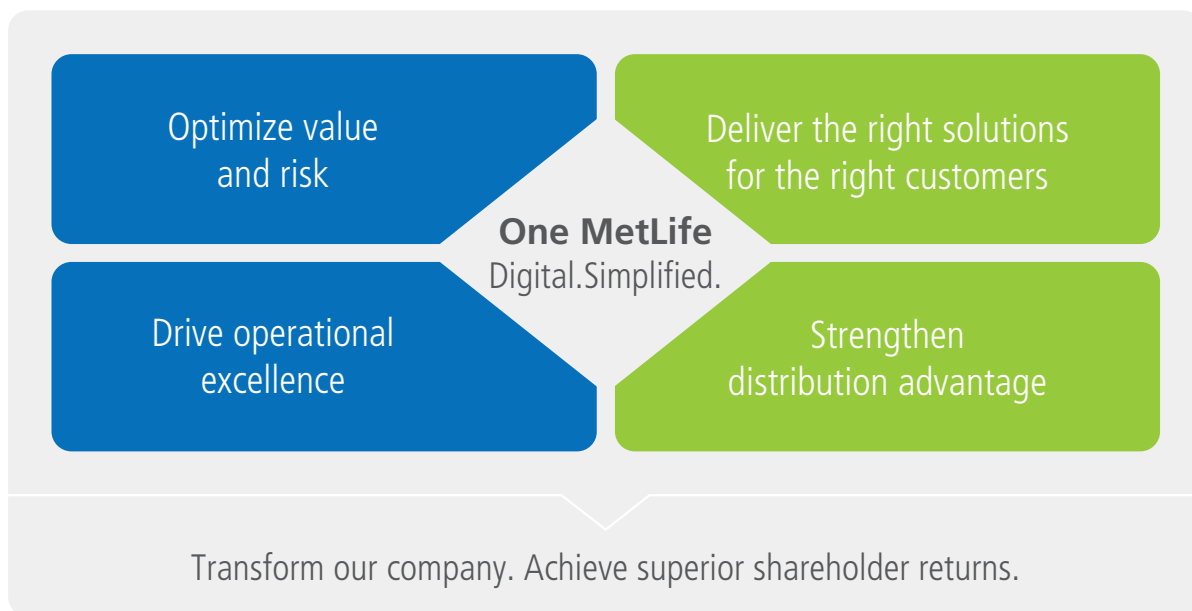 Optimize value
and risk
Deliver the right solutions
for the right customers
One MetLife
Digital.Simplified.
Drive operational
excellence
Strengthen
distribution advantage
Transform our company. Achieve superior shareholder returns.